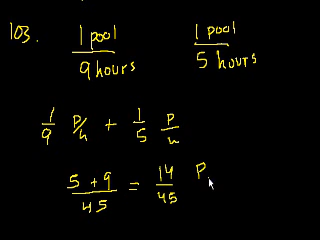 103. 1 pool / 9 hours 1 pool / 5 hours
1/9 p/h + 1/5 p/h
5 + 9 / 45 = 14/45 P